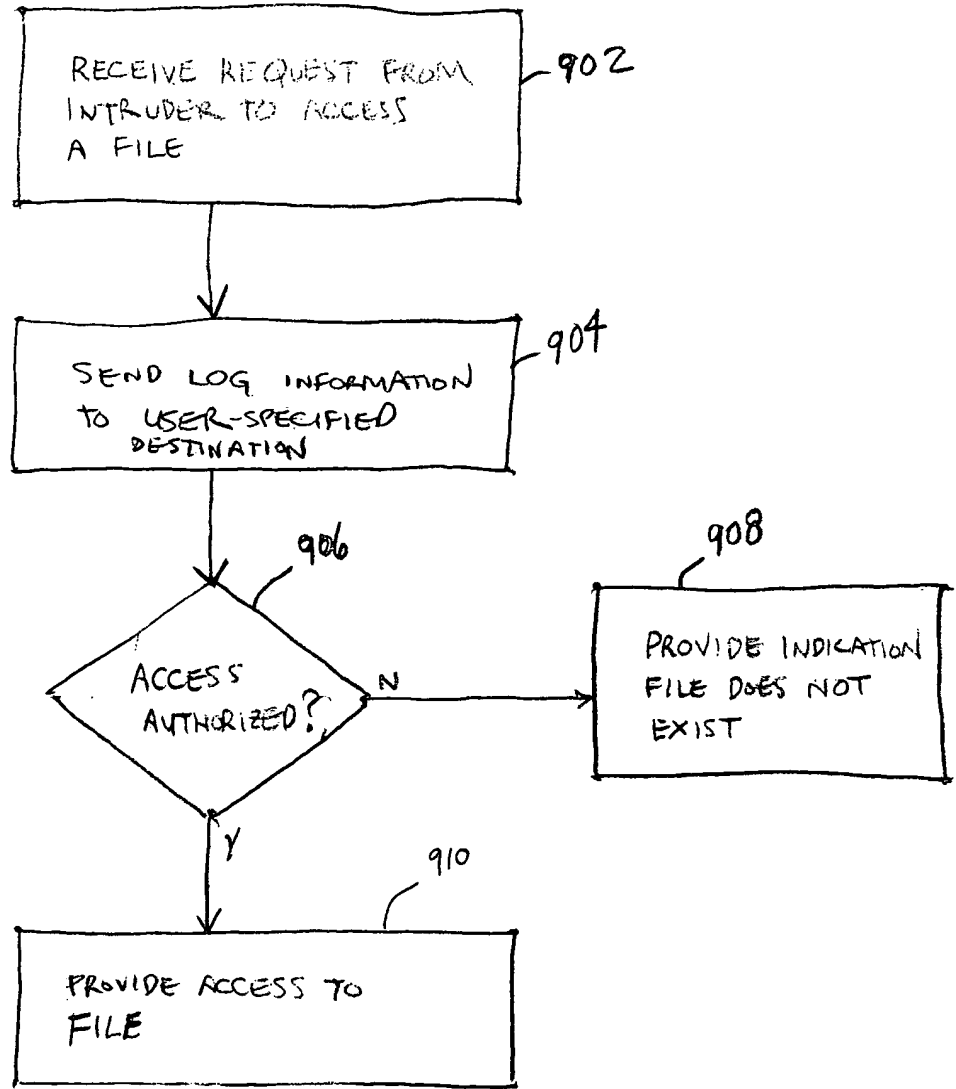 RECEIVE REQUEST FROM
INTRUDER TO ACCESS
A FILE
902
SEND LOG INFORMATION
TO USER-SPECIFIED
DESTINATION
904
906
ACCESS
AUTHORIZED?
N
908
PROVIDE INDICATION
FILE DOES NOT
EXIST
Y
910
PROVIDE ACCESS TO
FILE